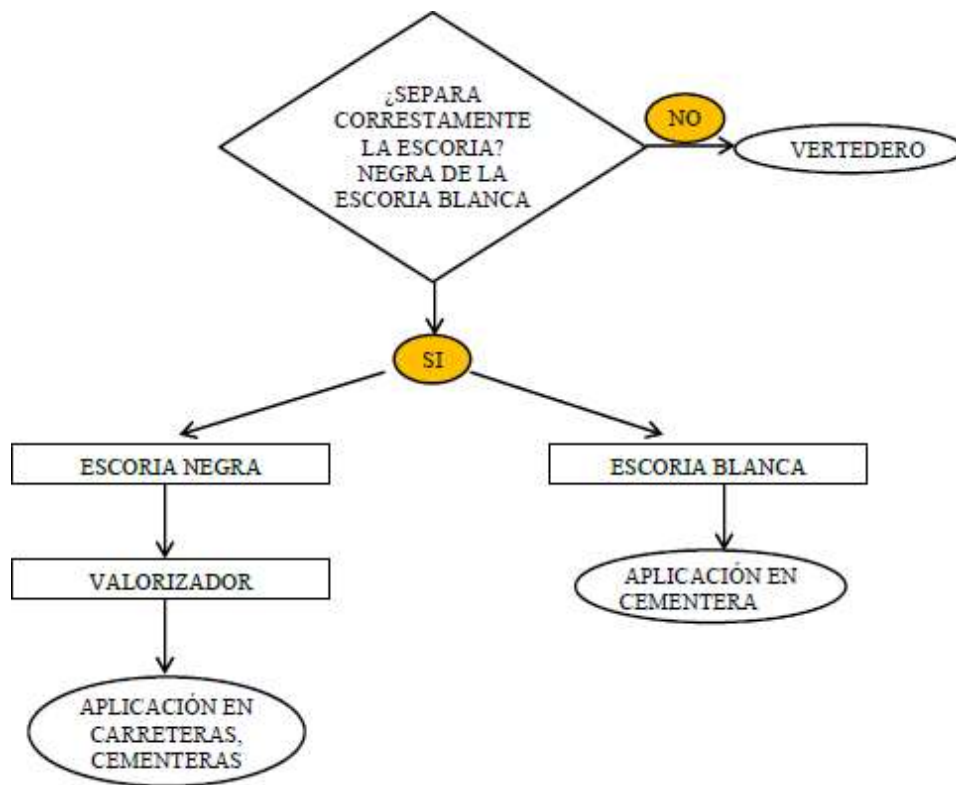 ¿SEPARA
CORRESTAMENTE
LA ESCORIA?
NEGRA DE LA
ESCORIA BLANCA
NO
VERTEDERO
SI
ESCORIA NEGRA
ESCORIA BLANCA
VALORIZADOR
APLICACIÓN EN
CEMENTERA
APLICACIÓN EN
CARRETERAS,
CEMENTERAS